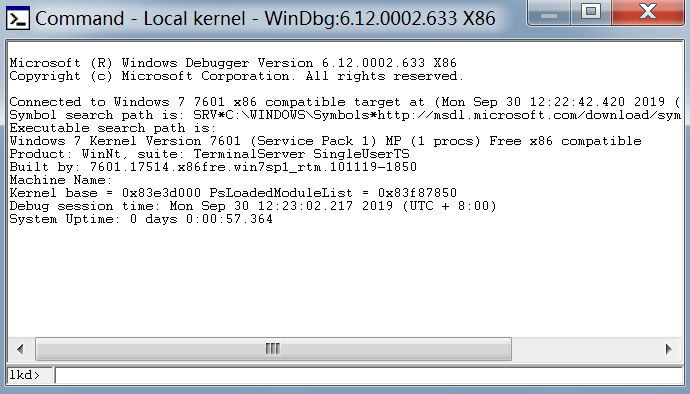 Command - Local kernel - WinDbg:6.12.0002.633 X86
Microsoft (R) Windows Debugger Version 6.12.0002.633 X86
Copyright (c) Microsoft Corporation. All rights reserved.
Connected to Windows 7 7601 x86 compatible target at (Mon Sep 30 12:22:42.420 2019 (
Symbol search path is: SRV*C:\WINDOWS\Symbols*http://msdl.microsoft.com/download/sym
Executable search path is:
Windows 7 Kernel Version 7601 (Service Pack 1) MP (1 procs) Free x86 compatible
Product: WinNt, suite: TerminalServer SingleUserTS
Built by: 7601.17514.x86fre.win7sp1_rtm.101119-1850
Machine Name:
Kernel base = 0x83e3d000 PsLoadedModuleList = 0x83f87850
Debug session time: Mon Sep 30 12:23:02.217 2019 (UTC + 8:00)
System Uptime: 0 days 0:00:57.364
lkd>